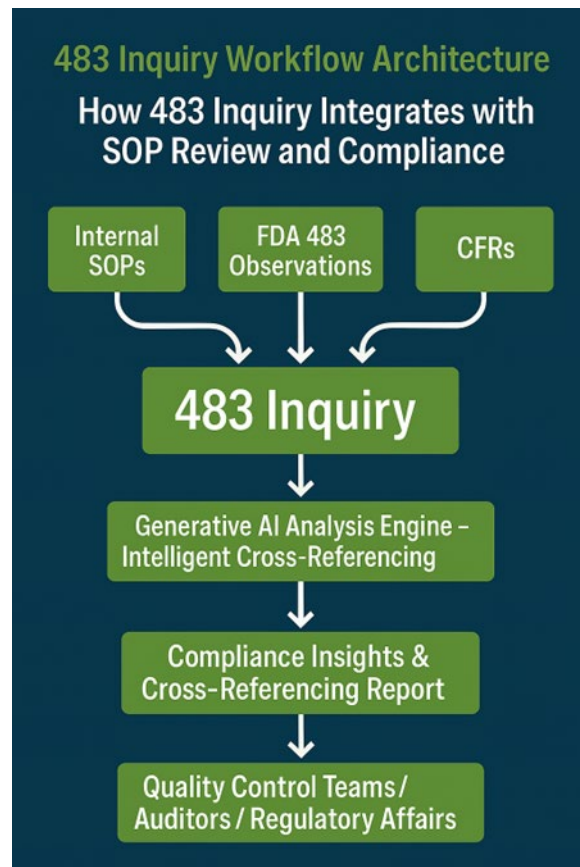 483 Inquiry Workflow Architecture
How 483 Inquiry Integrates with
SOP Review and Compliance
Internal
SOPs
FDA 483
Observations
CFRs
483 Inquiry
Generative AI Analysis Engine –
Intelligent Cross-Referencing
Compliance Insights &
Cross-Referencing Report
Quality Control Teams/
Auditors / Regulatory Affairs